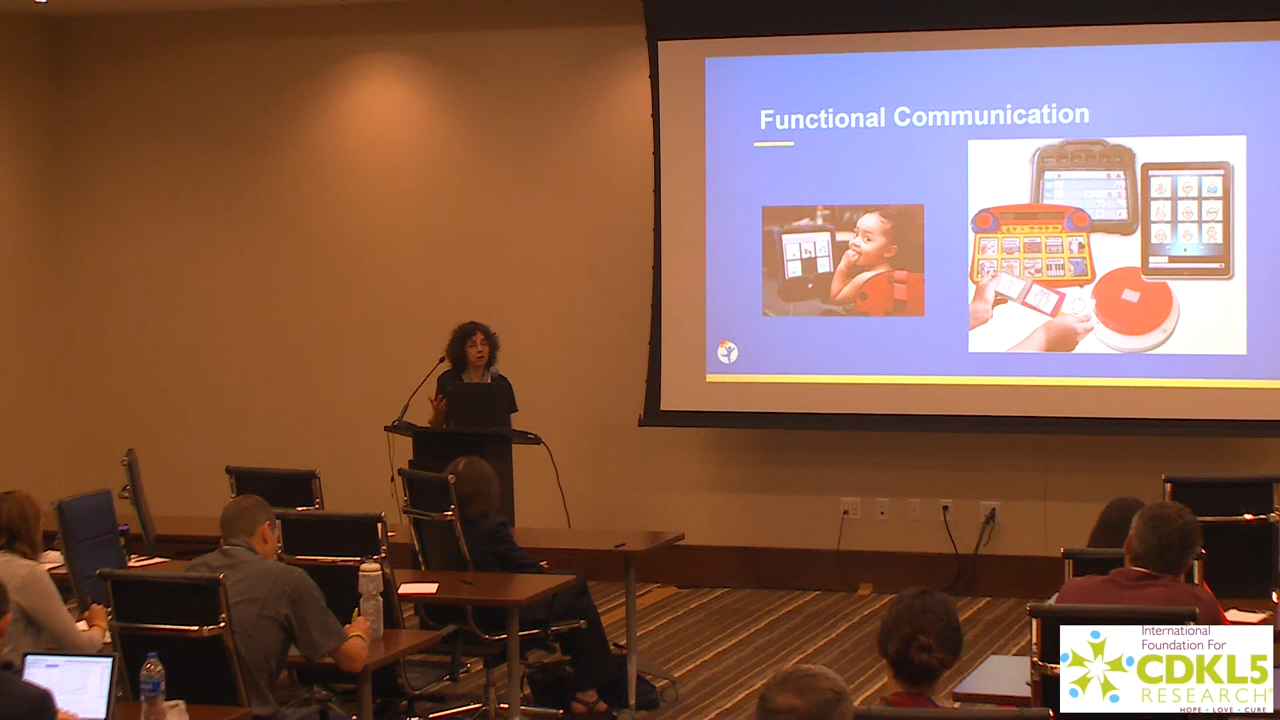 Functional Communication
International
Foundation For
CDKL5
RESEARCH
HOPE • LOVE • CURE